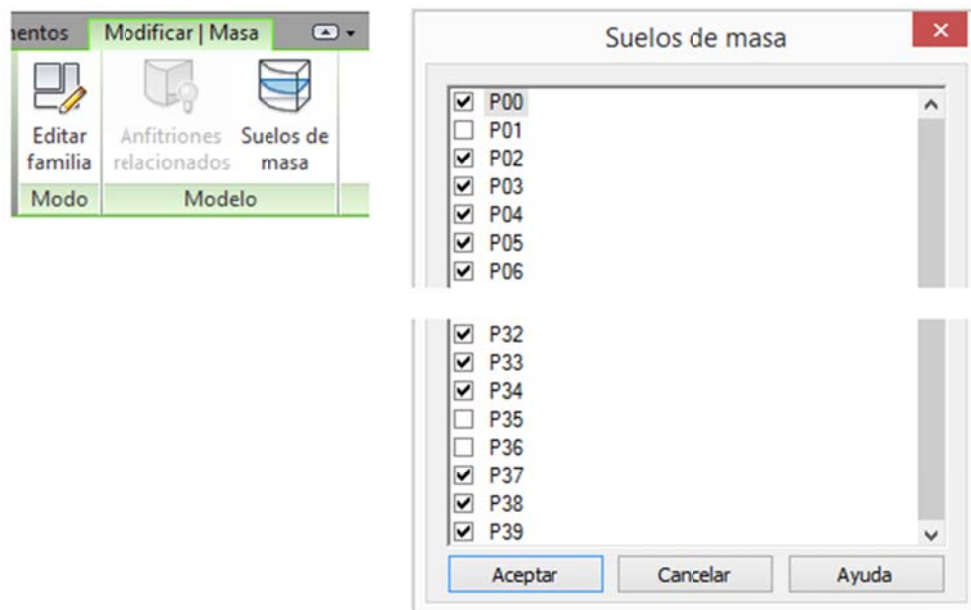 Modificar | Masa
Editar familia
Anfitriones relacionados
Suelos de masa
Modo
Modelo
Suelos de masa
P00
P01
P02
P03
P04
P05
P06
P32
P33
P34
P35
P36
P37
P38
P39
Aceptar
Cancelar
Ayuda